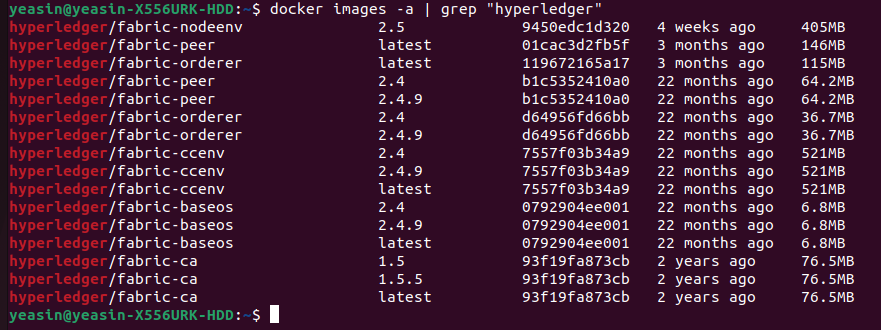 yeasin@yeasin-X556URK-HDD:~$ docker images -a | grep "hyperledger"
hyperledger/fabric-nodeenv 2.5 9450edc1d320 4 weeks ago 405MB
hyperledger/fabric-peer latest 01cac3d2fb5f 3 months ago 146MB
hyperledger/fabric-orderer latest 119672165a17 3 months ago 115MB
hyperledger/fabric-peer 2.4 b1c5352410a0 22 months ago 64.2MB
hyperledger/fabric-peer 2.4.9 b1c5352410a0 22 months ago 64.2MB
hyperledger/fabric-orderer 2.4 d64956fd66bb 22 months ago 36.7MB
hyperledger/fabric-orderer 2.4.9 d64956fd66bb 22 months ago 36.7MB
hyperledger/fabric-ccenv 2.4 7557f03b34a9 22 months ago 521MB
hyperledger/fabric-ccenv 2.4.9 7557f03b34a9 22 months ago 521MB
hyperledger/fabric-ccenv latest 7557f03b34a9 22 months ago 521MB
hyperledger/fabric-baseos 2.4 0792904ee001 22 months ago 6.8MB
hyperledger/fabric-baseos 2.4.9 0792904ee001 22 months ago 6.8MB
hyperledger/fabric-baseos latest 0792904ee001 22 months ago 6.8MB
hyperledger/fabric-ca 1.5 93f19fa873cb 2 years ago 76.5MB
hyperledger/fabric-ca 1.5.5 93f19fa873cb 2 years ago 76.5MB
hyperledger/fabric-ca latest 93f19fa873cb 2 years ago 76.5MB
yeasin@yeasin-X556URK-HDD:~$